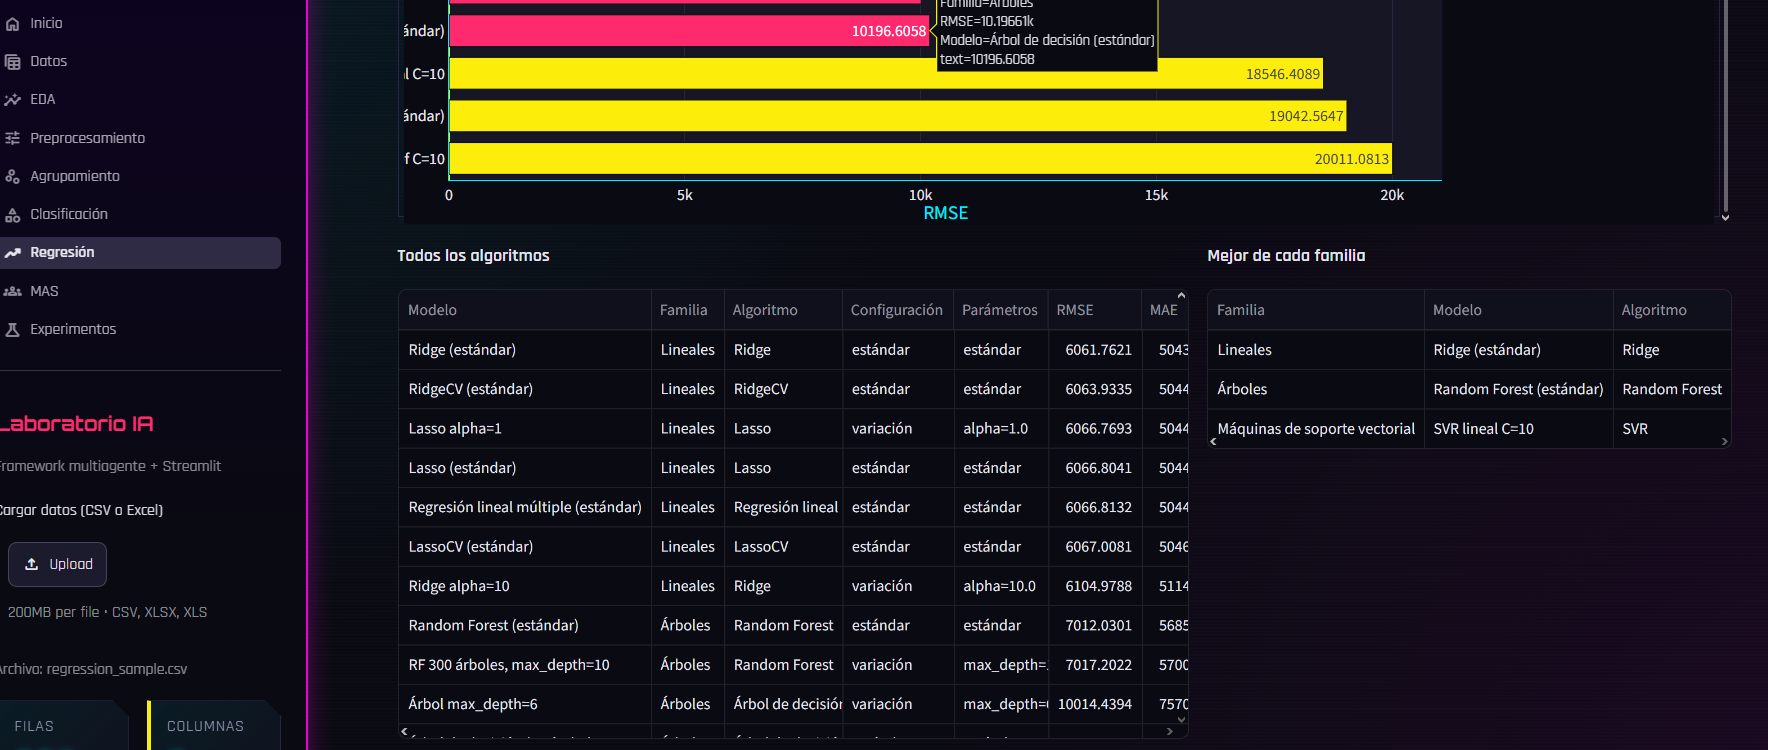 Inicio
Datos
EDA
Preprocesamiento
Agrupamiento
Clasificación
Regresión
MAS
Experimentos
Laboratorio IA
Framework multiagente + Streamlit
Cargar datos (CSV o Excel)
Upload
200MB per file • CSV, XLSX, XLS
Archivo: regression_sample.csv
FILAS
COLUMNAS
Familia=Árboles
RMSE=10.19661k
Modelo=Árbol de decisión (estándar)
text=10196.6058
ándar) 10196.6058
l C=10 18546.4089
ándar) 19042.5647
f C=10 20011.0813
0 5k 10k 15k 20k
RMSE
Todos los algoritmos
Modelo Familia Algoritmo Configuración Parámetros RMSE MAE
Ridge (estándar) Lineales Ridge estándar estándar 6061.7621 5043
RidgeCV (estándar) Lineales RidgeCV estándar estándar 6063.9335 5044
Lasso alpha=1 Lineales Lasso variación alpha=1.0 6066.7693 5044
Lasso (estándar) Lineales Lasso estándar estándar 6066.8041 5044
Regresión lineal múltiple (estándar) Lineales Regresión lineal estándar estándar 6066.8132 5044
LassoCV (estándar) Lineales LassoCV estándar estándar 6067.0081 5046
Ridge alpha=10 Lineales Ridge variación alpha=10.0 6104.9788 5114
Random Forest (estándar) Árboles Random Forest estándar estándar 7012.0301 5685
RF 300 árboles, max_depth=10 Árboles Random Forest variación max_depth= 7017.2022 5700
Árbol max_depth=6 Árboles Árbol de decisión variación max_depth= 10014.4394 7570
Mejor de cada familia
Familia Modelo Algoritmo
Lineales Ridge (estándar) Ridge
Árboles Random Forest (estándar) Random Forest
Máquinas de soporte vectorial SVR lineal C=10 SVR